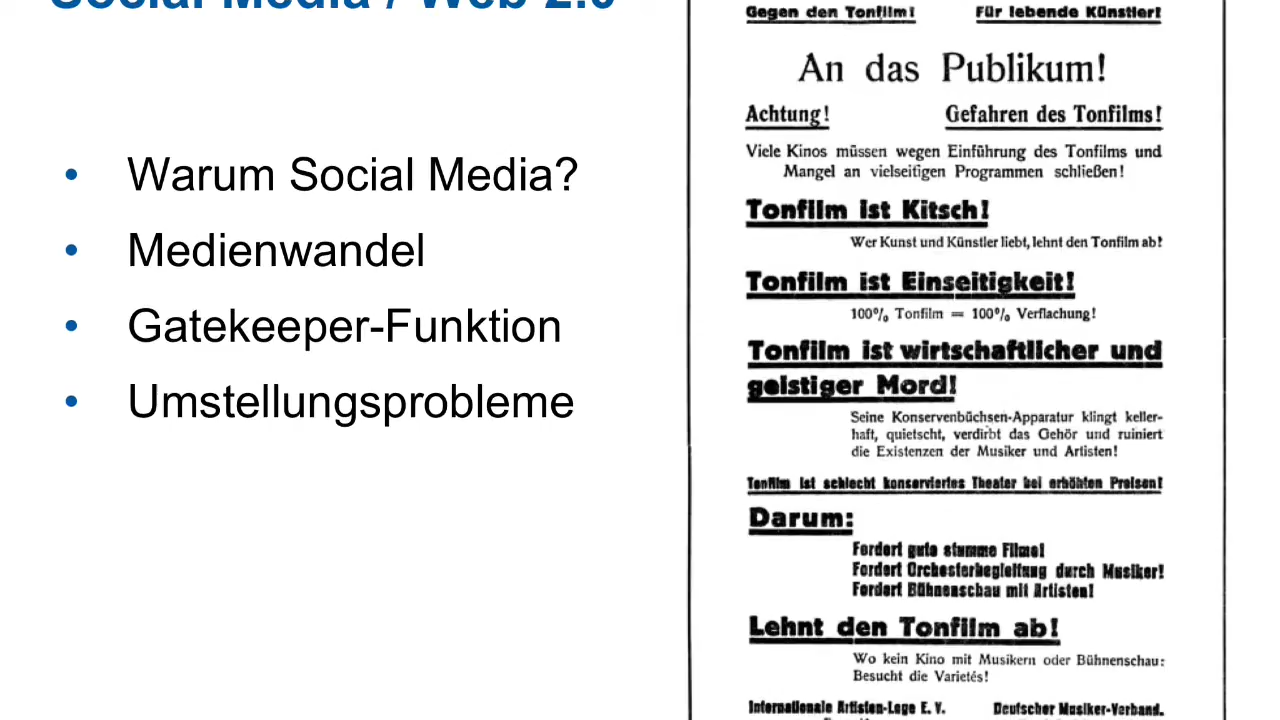 Social Media / Web 2.0
• Warum Social Media?
• Medienwandel
• Gatekeeper-Funktion
• Umstellungsprobleme
Gegen den Tonfilm! Für lebende Künstler!
An das Publikum!
Achtung! Gefahren des Tonfilms!
Viele Kinos müssen wegen Einführung des Tonfilms und
Mangel an vielseitigen Programmen schließen!
Tonfilm ist Kitsch!
Wer Kunst und Künstler liebt, lehnt den Tonfilm ab!
Tonfilm ist Einseitigkeit!
100% Tonfilm = 100% Verflachung!
Tonfilm ist wirtschaftlicher und
geistiger Mord!
Seine Konservenbüchsen-Apparatur klingt keller-
haft, quietscht, verdirbt das Gehör und ruiniert
die Existenzen der Musiker und Artisten!
Tonfilm ist schlecht konserviertes Theater bei erhöhten Preisen!
Darum:
Fordert gute stumme Filme!
Fordert Orchesterbegleitung durch Musiker!
Fordert Bühnenschau mit Artisten!
Lehnt den Tonfilm ab!
Wo kein Kino mit Musikern oder Bühnenschau:
Besucht die Varietés!
Internationale Artisten-Loge E. V. Deutscher Musiker-Verband.